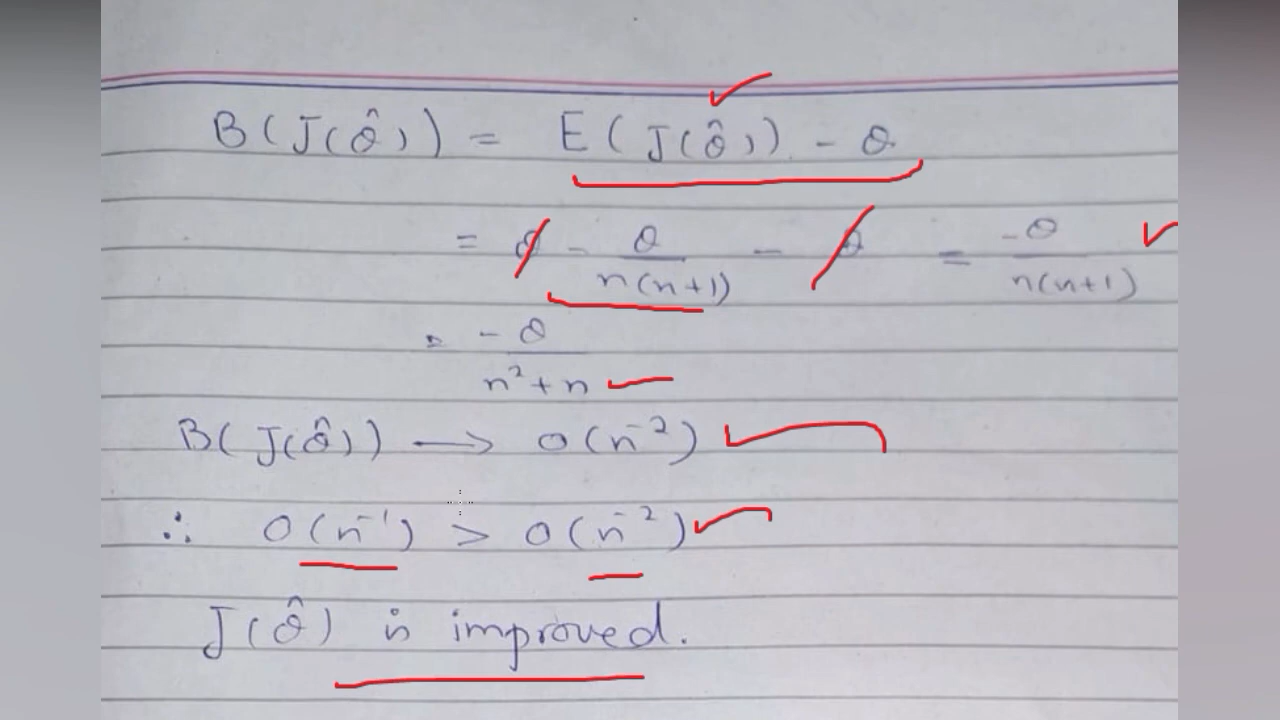 B(J(θ̂)) = E(J(θ̂)) - θ
= θ - θ/n(n+1) - θ = -θ/n(n+1)
= -θ/n²+n
B(J(θ̂)) → O(n⁻²)
∴ O(n⁻¹) > O(n⁻²)
J(θ̂) is improved.